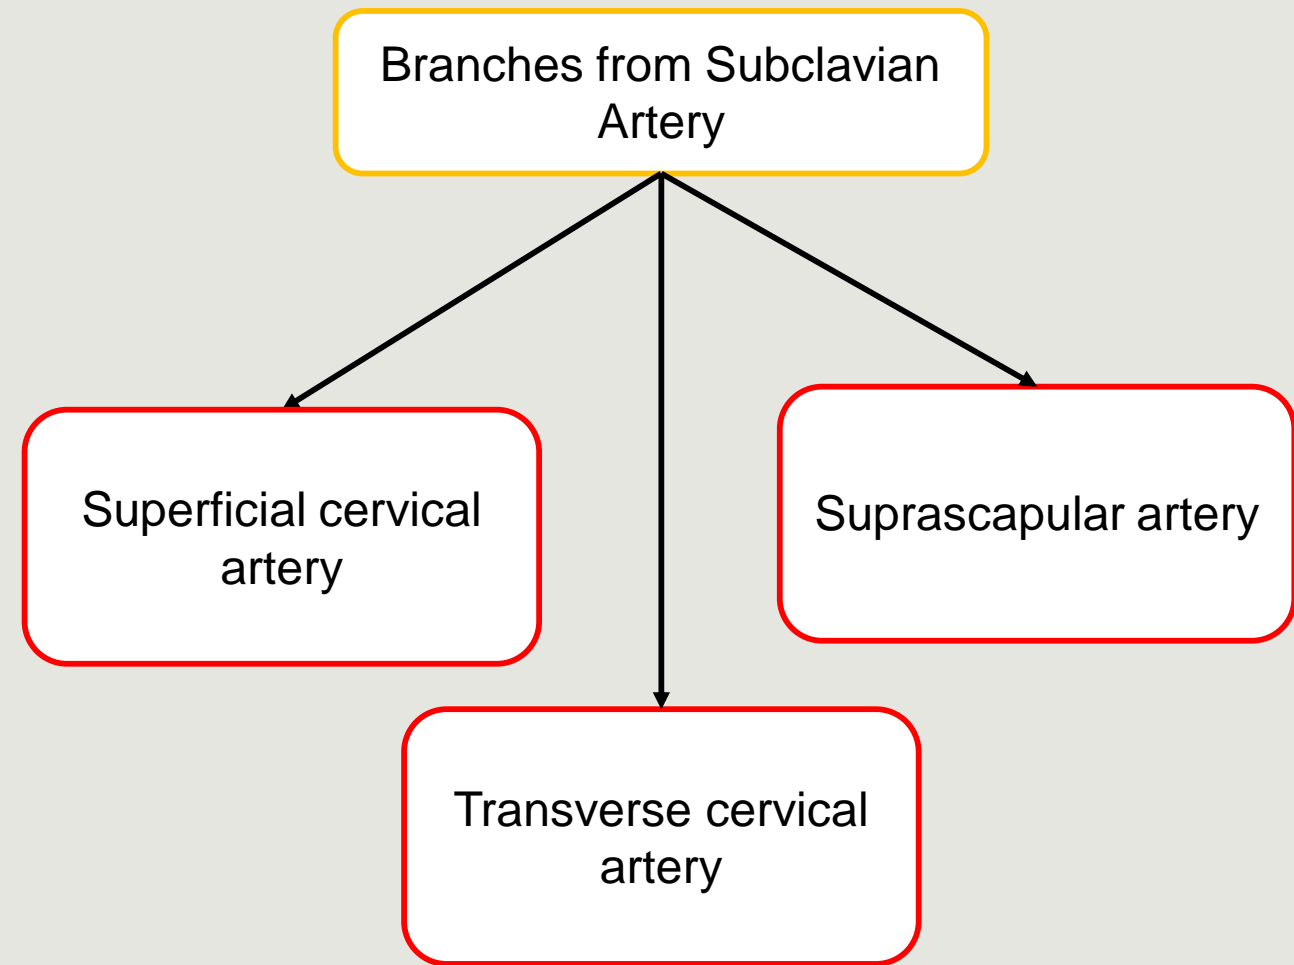 Branches from Subclavian
Artery
Superficial cervical
artery
Suprascapular artery
Transverse cervical
artery